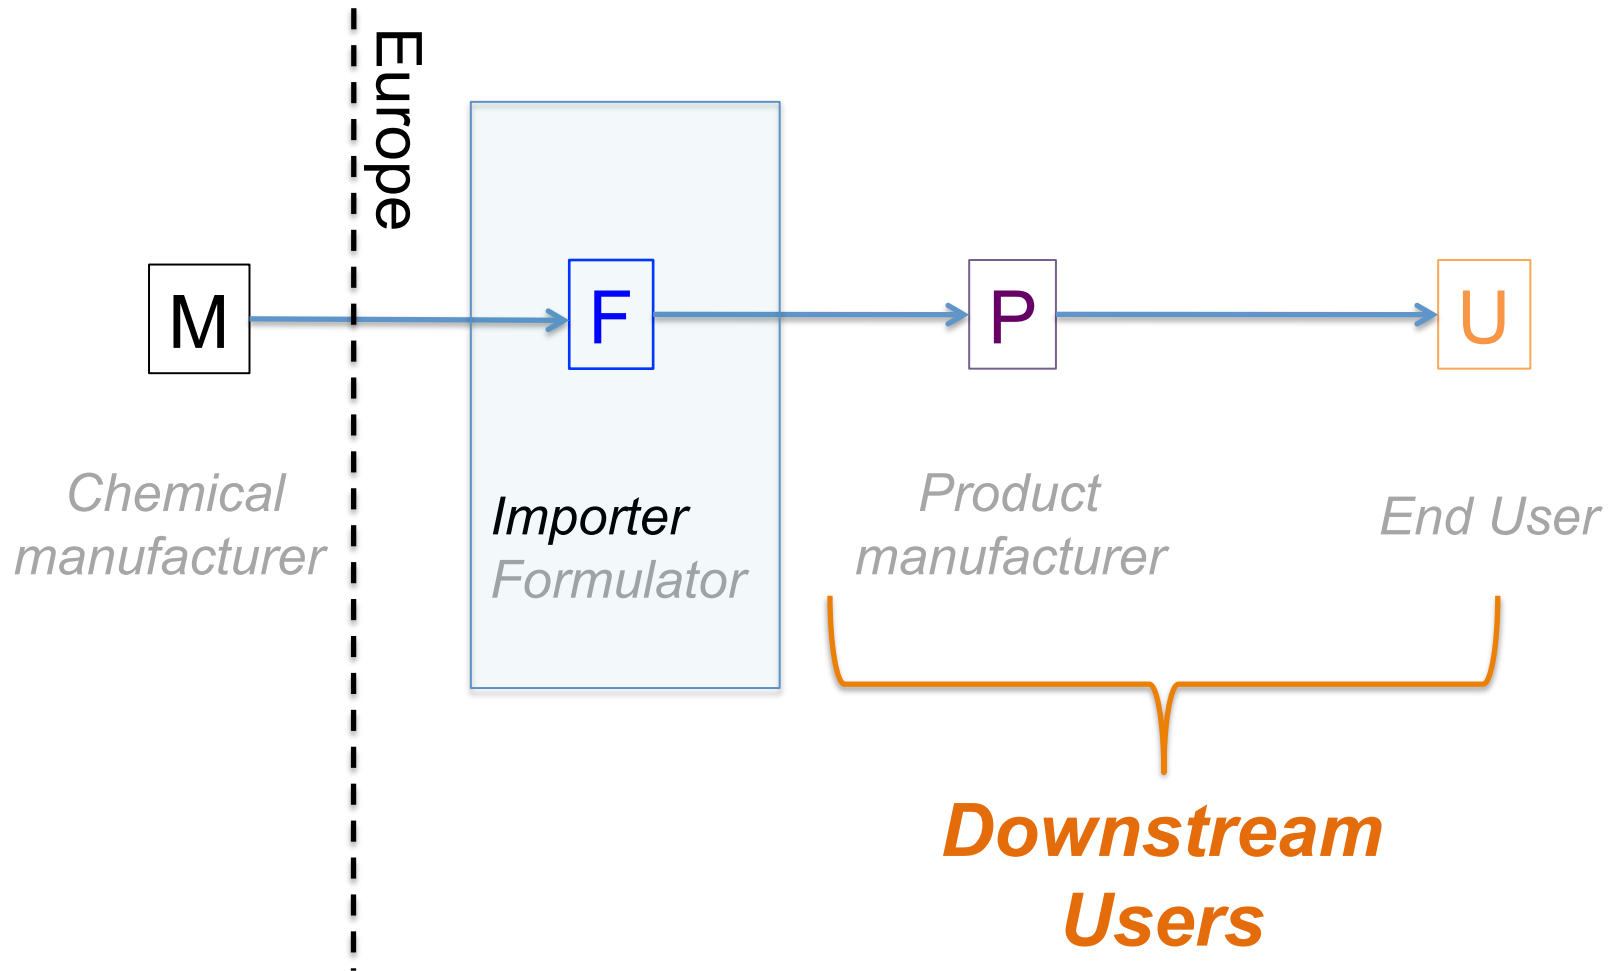 Europe
M
F
P
U
Chemical
manufacturer
Importer
Formulator
Product
manufacturer
End User
Downstream
Users